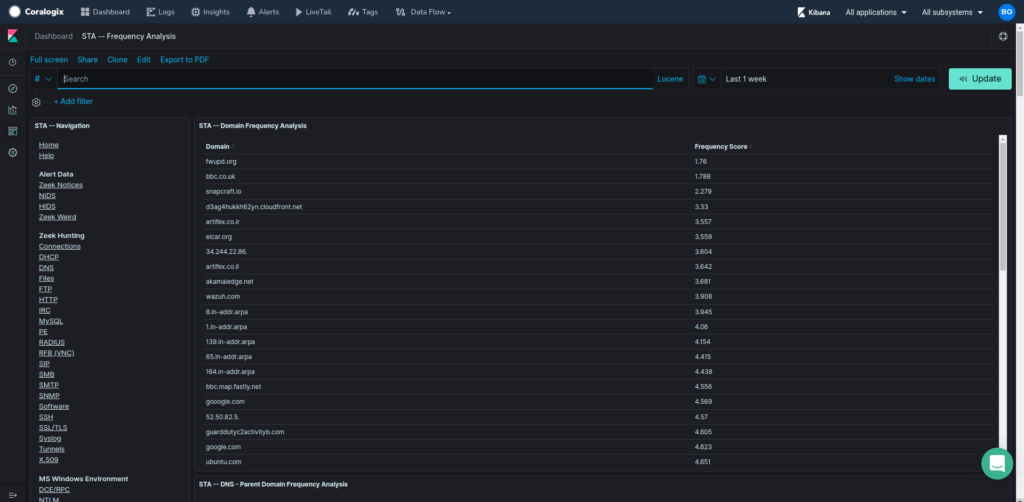 Coralogix Dashboard Logs Insights Alerts LiveTail Tags Data Flow Kibana All applications All subsystems BO
Dashboard STA -- Frequency Analysis
Full screen Share Clone Edit Export to PDF
# Search Lucene Last 1 week Show dates Update
+ Add filter
STA -- Navigation
Home
Help
Alert Data
Zeek Notices
NIDS
HIDS
Zeek Weird
Zeek Hunting
Connections
DHCP
DNS
Files
FTP
HTTP
IRC
MySQL
PE
RADIUS
RFB (VNC)
SIP
SMB
SMTP
SNMP
Software
SSH
SSL/TLS
Syslog
Tunnels
X.509
MS Windows Environment
DCE/RPC
NTLM
STA -- Domain Frequency Analysis
Domain Frequency Score
fwupd.org 1.76
bbc.co.uk 1.788
snapcraft.io 2.279
d3ag4hukkh62yn.cloudfront.net 3.33
artifex.co.ir 3.557
eicar.org 3.559
34.244.22.86. 3.604
artifex.co.il 3.642
akamaiedge.net 3.681
wazuh.com 3.908
8.in-addr.arpa 3.945
1.in-addr.arpa 4.06
139.in-addr.arpa 4.154
65.in-addr.arpa 4.415
164.in-addr.arpa 4.438
bbc.map.fastly.net 4.556
gooogle.com 4.569
52.50.82.5. 4.57
guarddutyc2activityb.com 4.605
google.com 4.623
ubuntu.com 4.651
STA -- DNS - Parent Domain Frequency Analysis